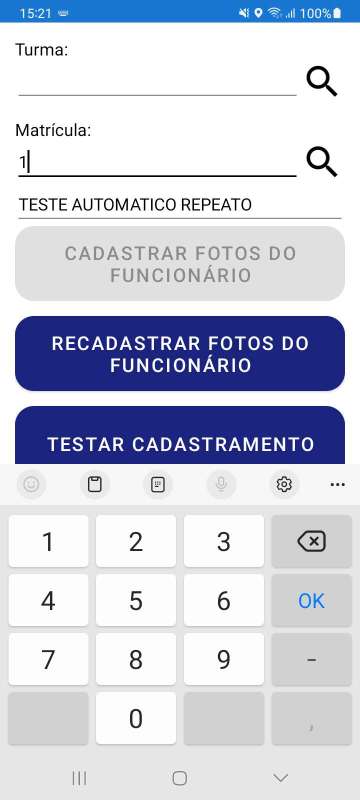 15:21 100%
Turma:
Matrícula:
1
TESTE AUTOMATICO REPEATO
CADASTRAR FOTOS DO
FUNCIONÁRIO
RECADASTRAR FOTOS DO
FUNCIONÁRIO
TESTAR CADASTRAMENTO
1 2 3
4 5 6 OK
7 8 9 -
0 ,